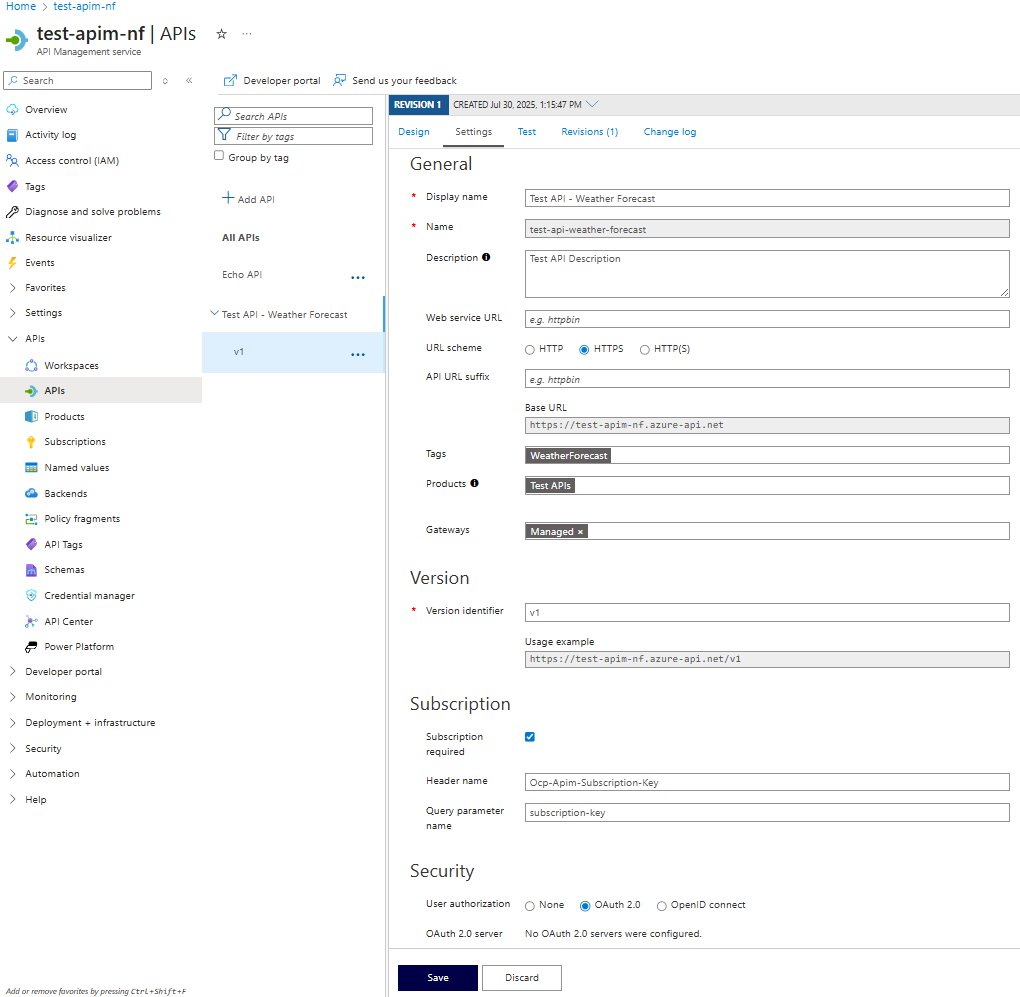 Home > test-apim-nf
test-apim-nf | APIs
API Management service
Search
Overview
Activity log
Access control (IAM)
Tags
Diagnose and solve problems
Resource visualizer
Events
Favorites
Settings
APIs
Workspaces
APIs
Products
Subscriptions
Named values
Backends
Policy fragments
API Tags
Schemas
Credential manager
API Center
Power Platform
Developer portal
Monitoring
Deployment + infrastructure
Security
Automation
Help
Add or remove favorites by pressing Ctrl+Shift+F
Developer portal
Send us your feedback
Search APIs
Filter by tags
Group by tag
Add API
All APIs
Echo API
Test API - Weather Forecast
v1
REVISION 1 CREATED Jul 30, 2025, 1:15:47 PM
Design Settings Test Revisions (1) Change log
General
* Display name Test API - Weather Forecast
* Name test-api-weather-forecast
Description Test API Description
Web service URL e.g. httpbin
URL scheme HTTP HTTPS HTTP(S)
API URL suffix e.g. httpbin
Base URL
https://test-apim-nf.azure-api.net
Tags WeatherForecast
Products Test APIs
Gateways Managed ×
Version
* Version identifier v1
Usage example
https://test-apim-nf.azure-api.net/v1
Subscription
Subscription
required
Header name Ocp-Apim-Subscription-Key
Query parameter
name
subscription-key
Security
User authorization None OAuth 2.0 OpenID connect
OAuth 2.0 server No OAuth 2.0 servers were configured.
Save Discard